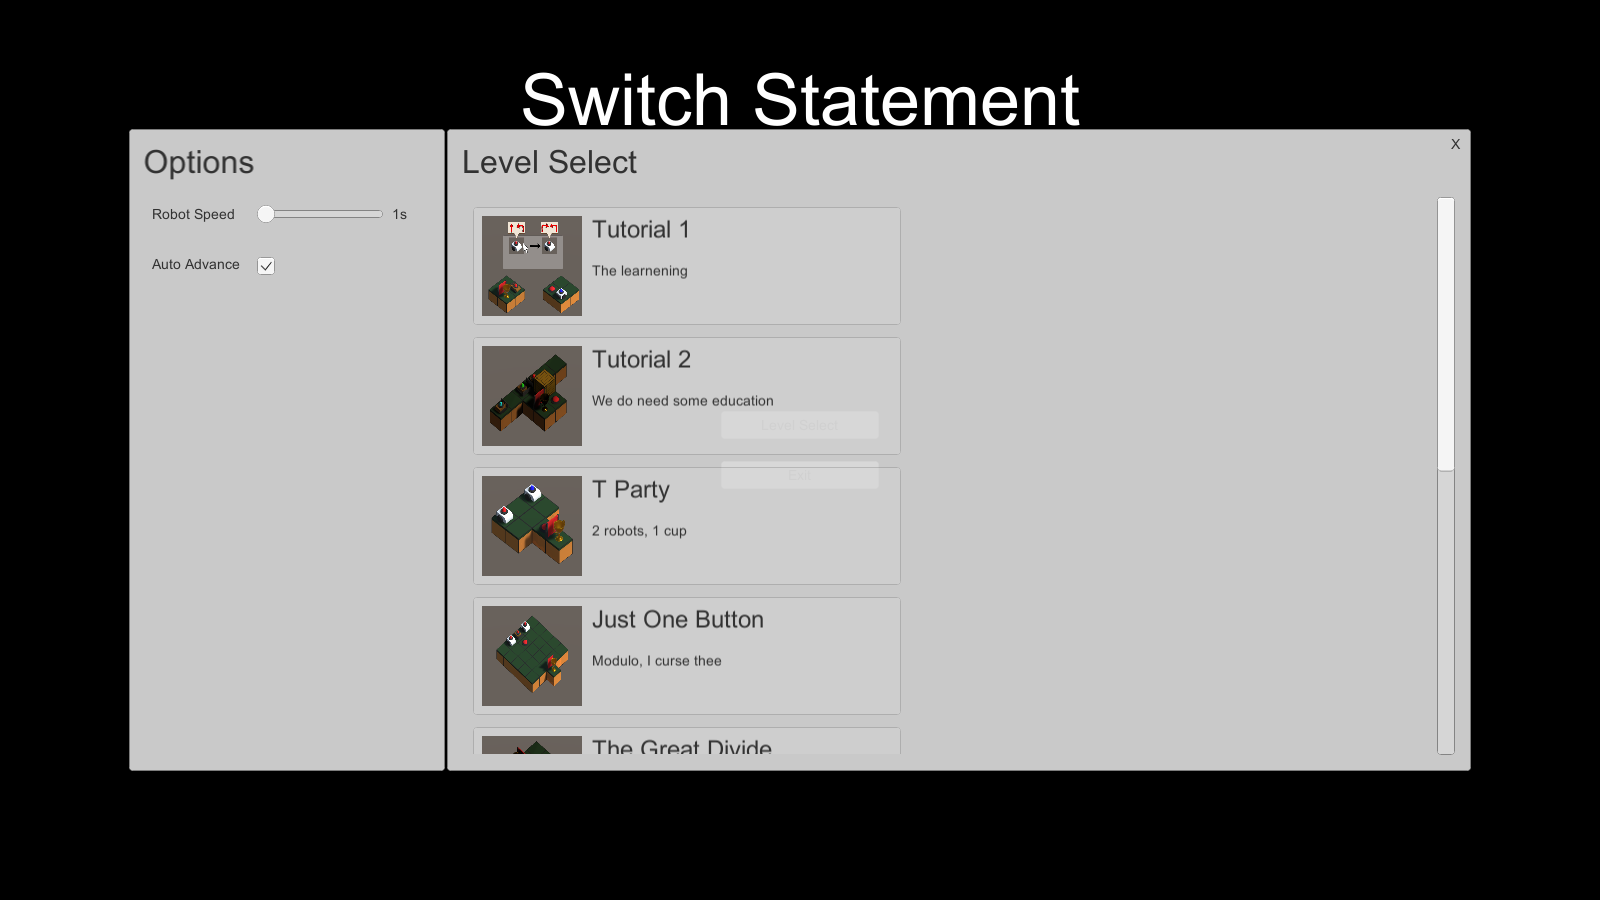 Switch Statement
Options
Robot Speed
1s
Auto Advance
Level Select
X
Tutorial 1
The learnening
Tutorial 2
We do need some education
Level Select
Exit
T Party
2 robots, 1 cup
Just One Button
Modulo, I curse thee
The Great Divide